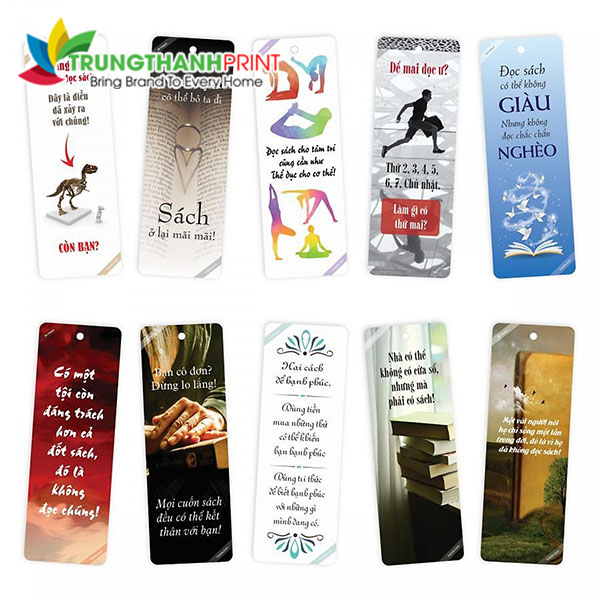 TRUNGTHANHPRINT
Bring Brand To Every Home
đọc sác
Đây là điều
đã xảy ra
với chúng!
CÒN BẠN?
có thể bỏ ta đi
Sách
ở lại mãi mãi!
Đọc sách cho tâm trí
cũng cần như
Thể dục cho cơ thể!
Để mai đọc ư?
Thứ 2, 3, 4, 5,
6, 7, Chủ nhật.
Làm gì có
thứ mai?
Đọc sách
có thể không
GIÀU
Nhưng không
đọc chắc chắn
NGHÈO
Có một
tội còn
đáng trách
hơn cả
đốt sách,
đó là
không
đọc chúng!
Bạn cô đơn?
Đừng lo lắng!
Mọi cuốn sách
đều có thể kết
thân với bạn!
Hai cách
để hạnh phúc.
Dùng tiền
mua những thứ
có thể khiến
bạn hạnh phúc
Dùng tri thức
để biết hạnh phúc
với những gì
mình đang có.
Nhà có thể
không có cửa sổ,
nhưng mà
phải có sách!
Một vài người nói
họ chỉ sống một lần
trong đời, đó là vì họ
đã không đọc sách!